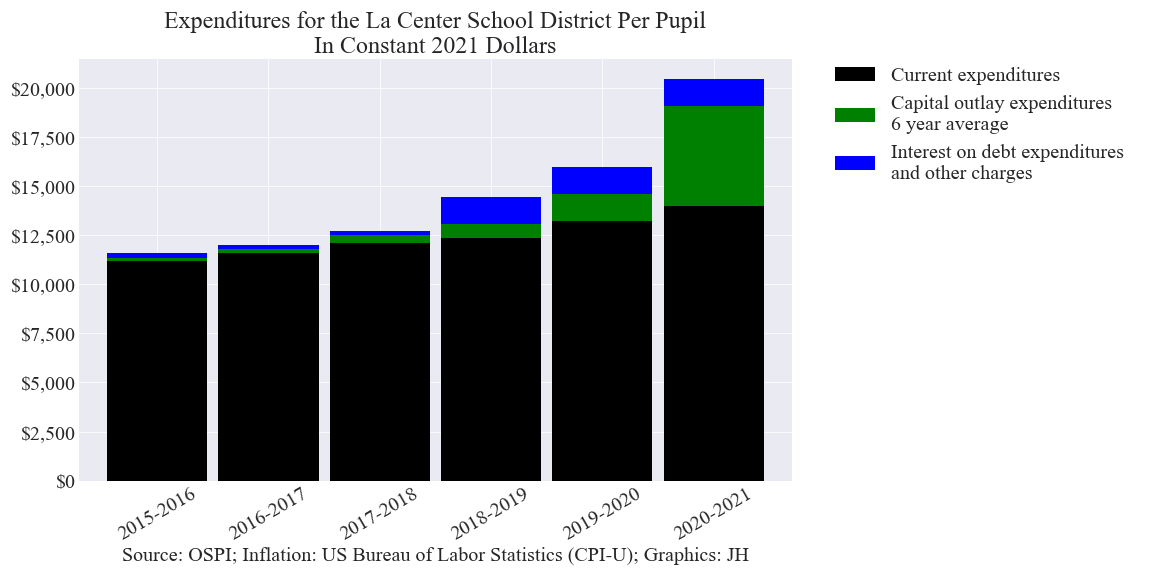 Expenditures for the La Center School District Per Pupil
In Constant 2021 Dollars
$20,000
$17,500
$15,000
$12,500
$10,000
$7,500
$5,000
$2,500
$0
2015-2016
2016-2017
2017-2018
2018-2019
2019-2020
2020-2021
Source: OSPI; Inflation: US Bureau of Labor Statistics (CPI-U); Graphics: JH
Current expenditures
Capital outlay expenditures
6 year average
Interest on debt expenditures
and other charges